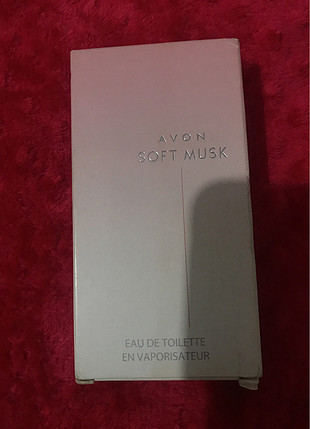 AVON
SOFT MUSK
EAU DE TOILETTE
EN VAPORISATEUR